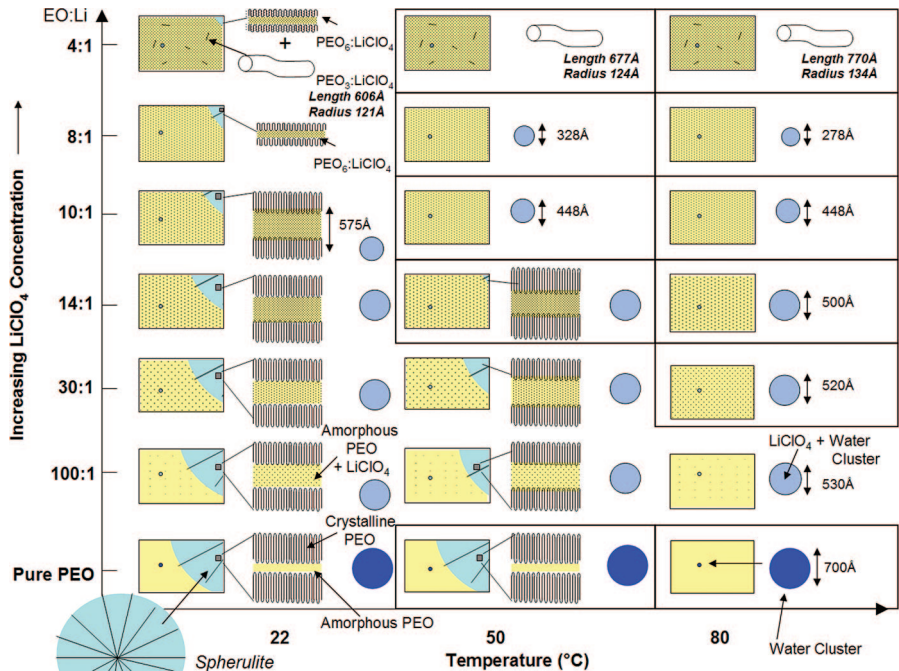 EO:Li
4:1
+
PEO6:LiClO4
PEO3:LiClO4
Length 606Å
Radius 121Å
Length 677Å
Radius 124Å
Length 770Å
Radius 134Å
8:1
PEO6:LiClO4
328Å
278Å
10:1
575Å
448Å
448Å
14:1
500Å
30:1
520Å
Amorphous
PEO
+ LiClO4
LiClO4 + Water
Cluster
100:1
530Å
Crystalline
PEO
Pure PEO
700Å
Amorphous PEO
22
50
80
Water Cluster
Spherulite
Temperature (°C)
Increasing LiClO4 Concentration